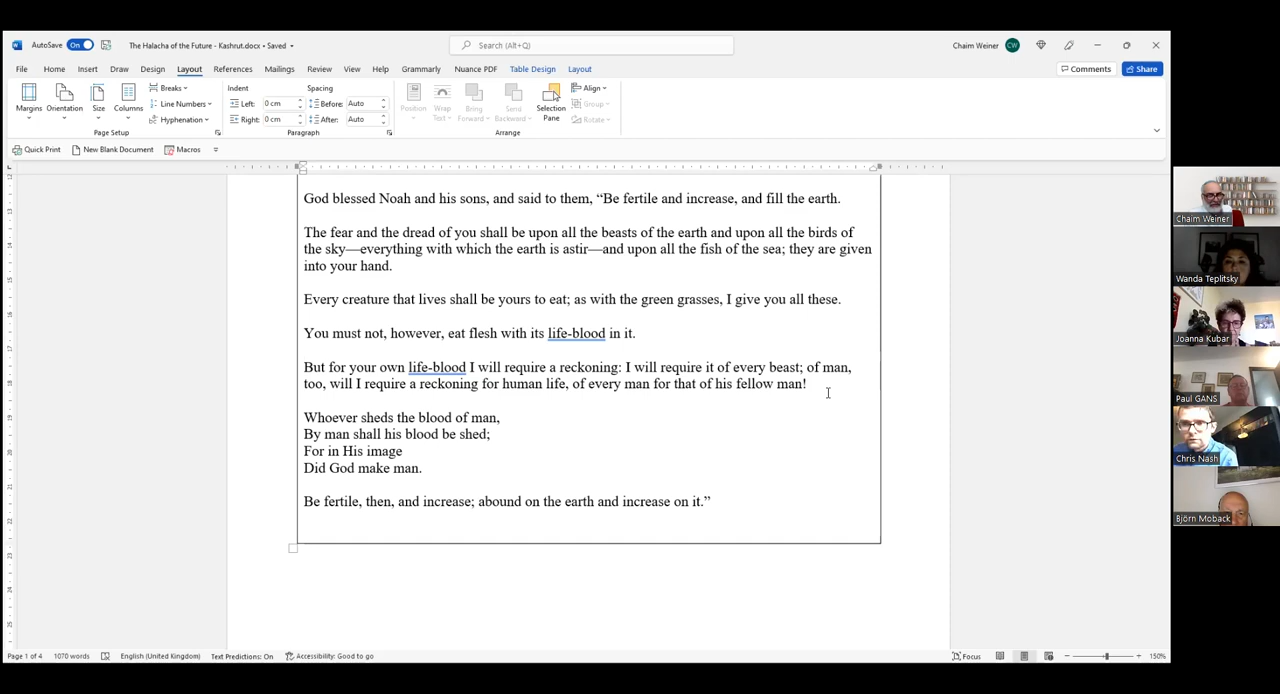 AutoSave On The Halacha of the Future - Kashrut.docx • Saved Search (Alt+Q) Chaim Weiner CW
File Home Insert Draw Design Layout References Mailings Review View Help Grammarly Nuance PDF Table Design Layout Comments Share
Margins Orientation Size Columns Breaks Line Numbers Hyphenation
Page Setup
Indent Spacing
Left: 0 cm Before: Auto
Right: 0 cm After: Auto
Paragraph
Position Wrap Text Bring Forward Send Backward Selection Pane Align Group Rotate
Arrange
Quick Print New Blank Document Macros
God blessed Noah and his sons, and said to them, “Be fertile and increase, and fill the earth.
The fear and the dread of you shall be upon all the beasts of the earth and upon all the birds of
the sky—everything with which the earth is astir—and upon all the fish of the sea; they are given
into your hand.
Every creature that lives shall be yours to eat; as with the green grasses, I give you all these.
You must not, however, eat flesh with its life-blood in it.
But for your own life-blood I will require a reckoning: I will require it of every beast; of man,
too, will I require a reckoning for human life, of every man for that of his fellow man!
Whoever sheds the blood of man,
By man shall his blood be shed;
For in His image
Did God make man.
Be fertile, then, and increase; abound on the earth and increase on it.”
Page 1 of 4 1070 words English (United Kingdom) Text Predictions: On Accessibility: Good to go Focus 150%
Chaim Weiner
Wanda Teplitsky
Joanna Kubar
Paul GANS
Chris Nash
Björn Moback